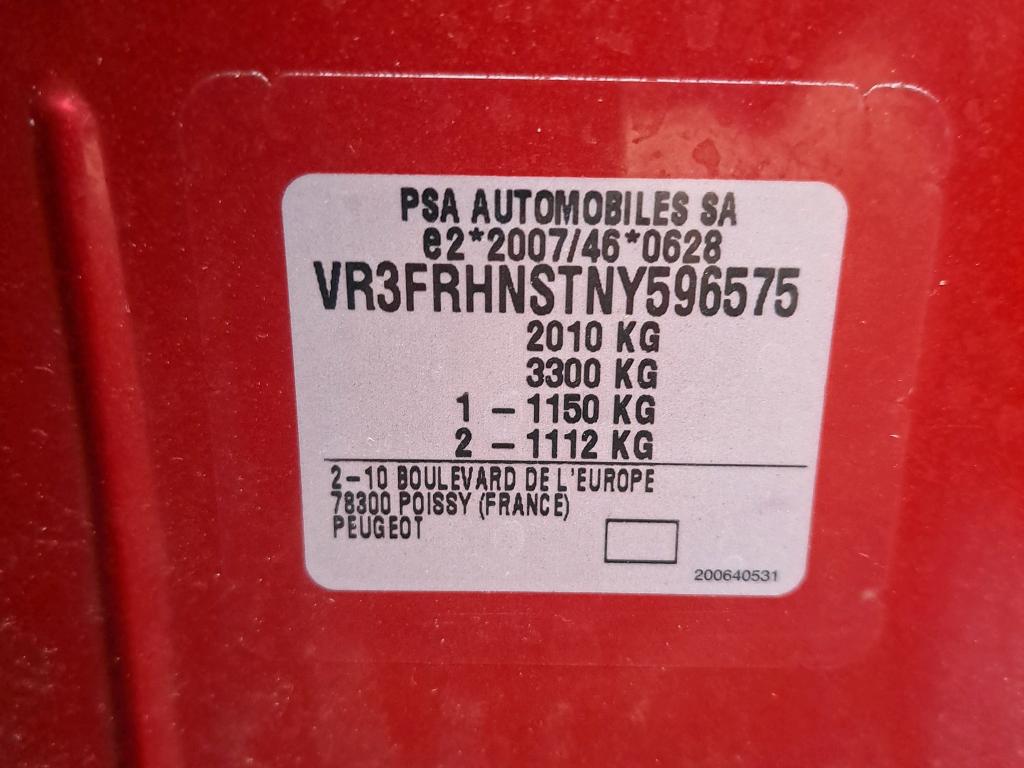 PSA AUTOMOBILES SA
e2*2007/46*0628
VR3FRHNSTNY596575
2010 KG
3300 KG
1 - 1150 KG
2 - 1112 KG
2-10 BOULEVARD DE L'EUROPE
78300 POISSY (FRANCE)
PEUGEOT
200640531